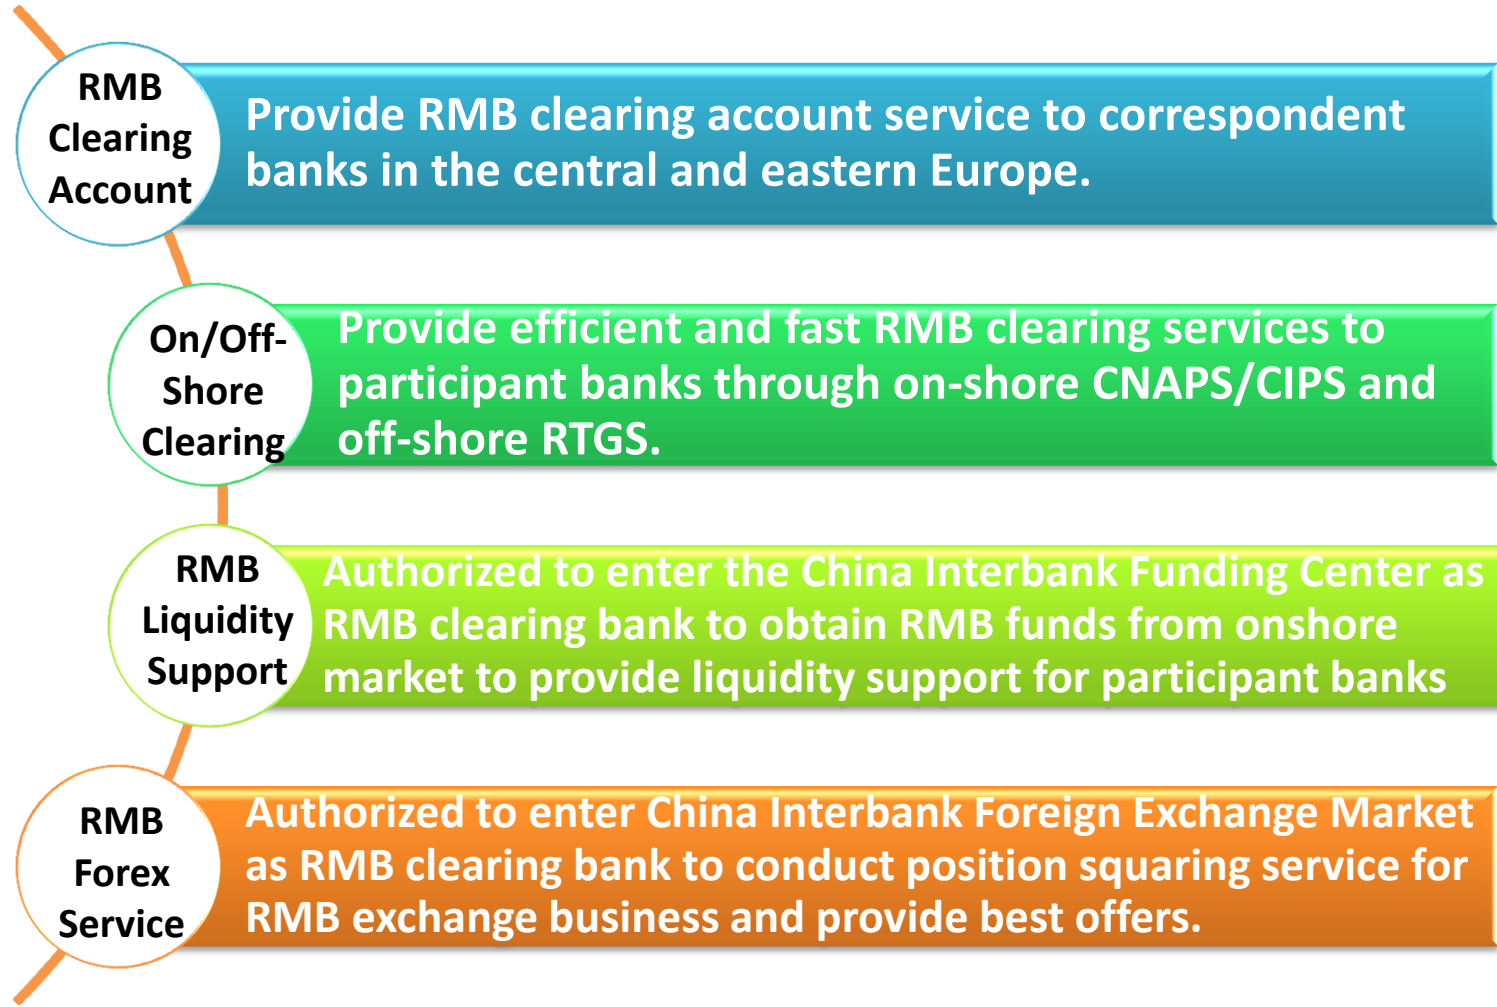 RMB
Clearing
Account
Provide RMB clearing account service to correspondent
banks in the central and eastern Europe.
On/Off-
Shore
Clearing
Provide efficient and fast RMB clearing services to
participant banks through on-shore CNAPS/CIPS and
off-shore RTGS.
RMB
Liquidity
Support
Authorized to enter the China Interbank Funding Center as
RMB clearing bank to obtain RMB funds from onshore
market to provide liquidity support for participant banks
RMB
Forex
Service
Authorized to enter China Interbank Foreign Exchange Market
as RMB clearing bank to conduct position squaring service for
RMB exchange business and provide best offers.